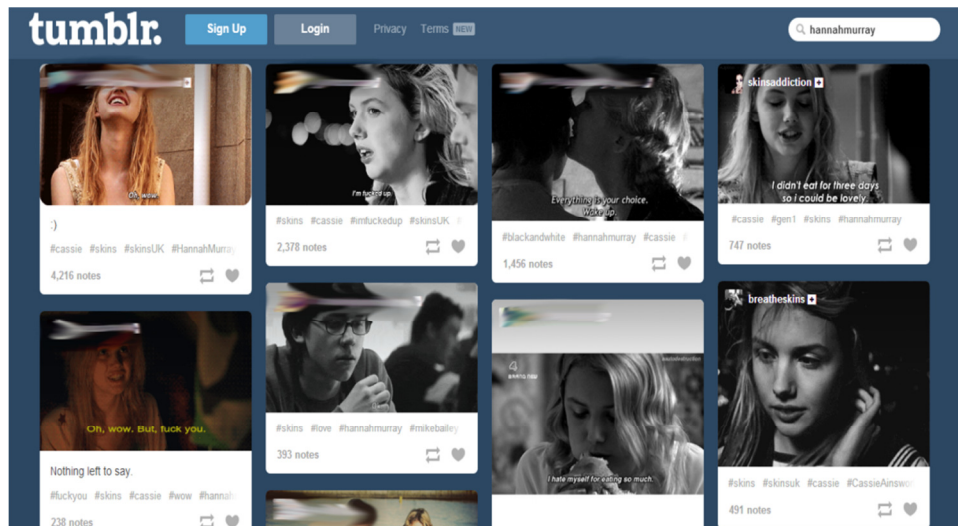 tumblr.
Sign Up
Login
Privacy
Terms NEW
hannahmurray
Oh, wow.
:)
#cassie #skins #skinsUK #HannahMurray
4,216 notes
Oh, wow. But, fuck you.
Nothing left to say.
#fuckyou #skins #cassie #wow #hannah
238 notes
I'm fucked up.
#skins #cassie #imfuckedup #skinsUK #
2,378 notes
#skins #love #hannahmurray #mikebailey
393 notes
Everything is your choice.
Wake up.
#blackandwhite #hannahmurray #cassie #
1,456 notes
4
I hate myself for eating so much.
skinsaddiction
I didn't eat for three days
so i could be lovely.
#cassie #gen1 #skins #hannahmurray
747 notes
breatheskins
#skins #skinsuk #cassie #CassieAinswor
491 notes